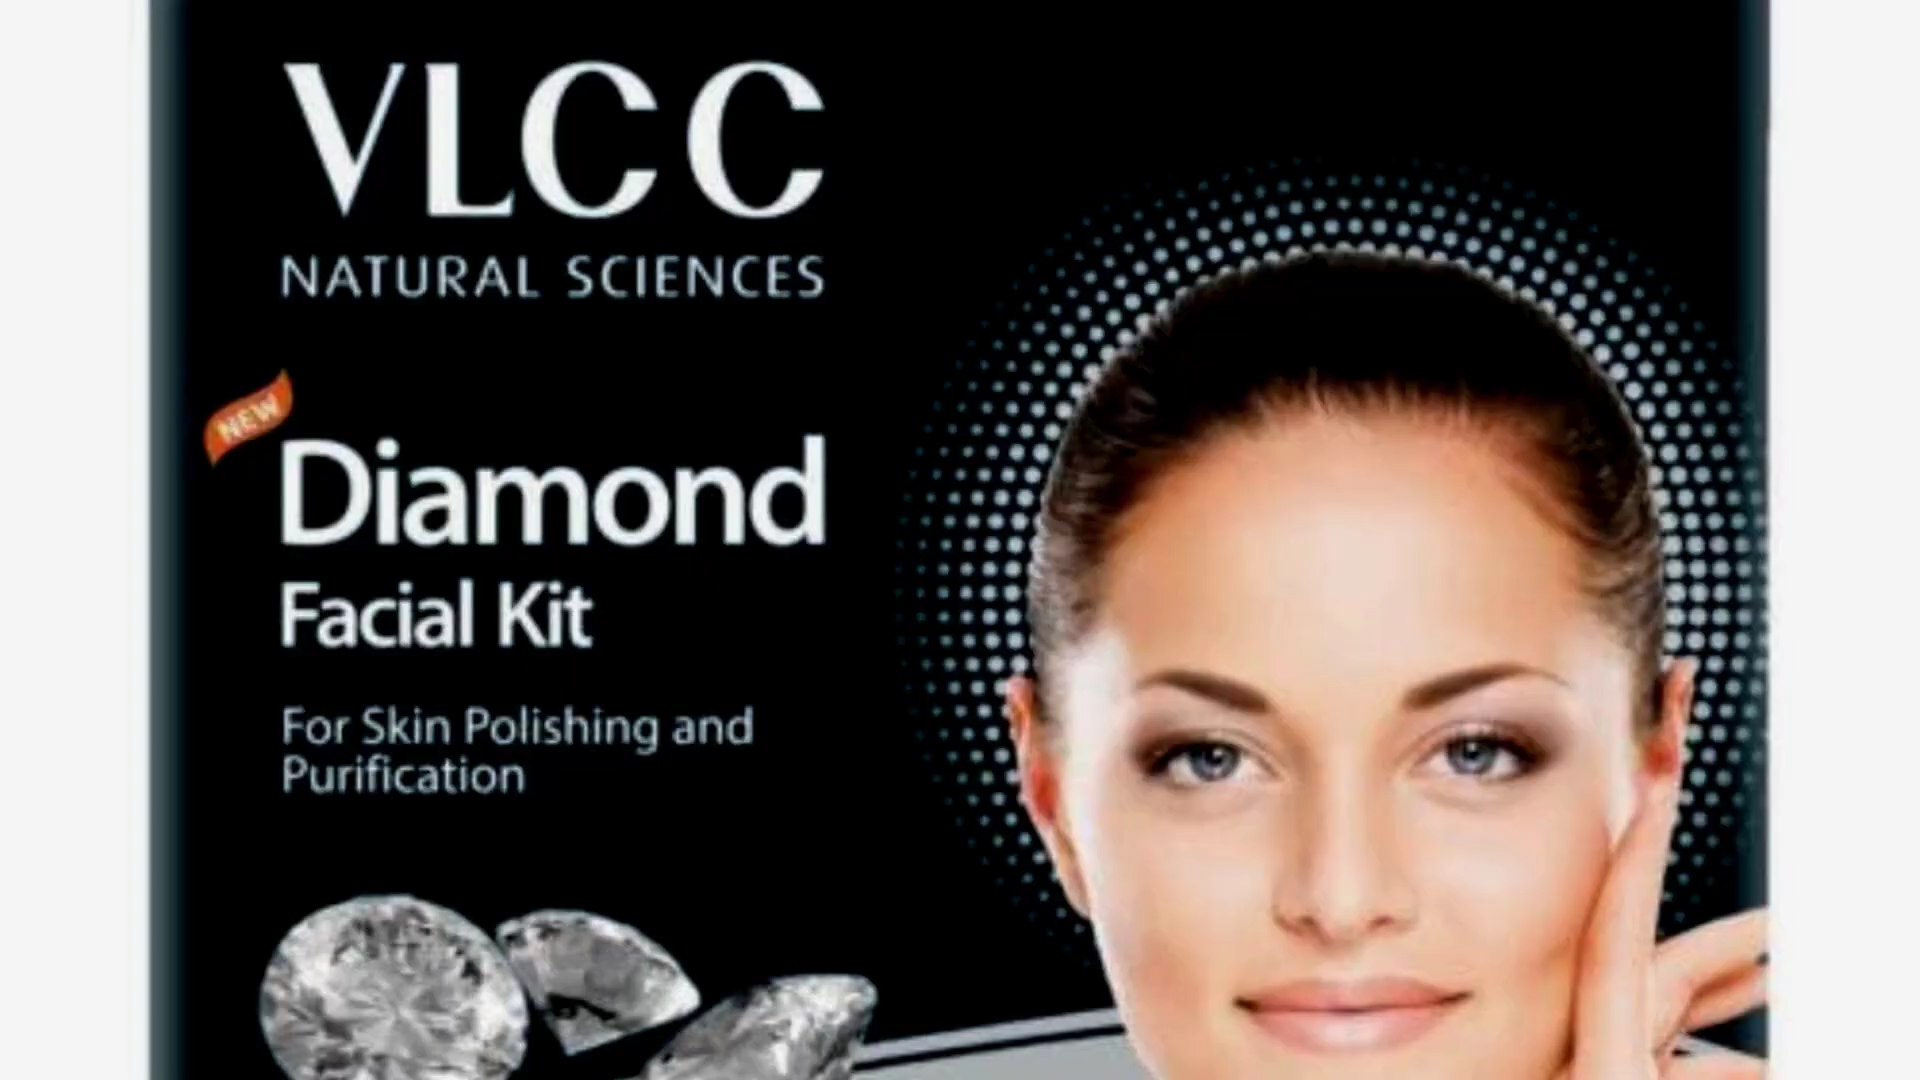 VLCC
NATURAL SCIENCES
NEW
Diamond
Facial Kit
For Skin Polishing and
Purification